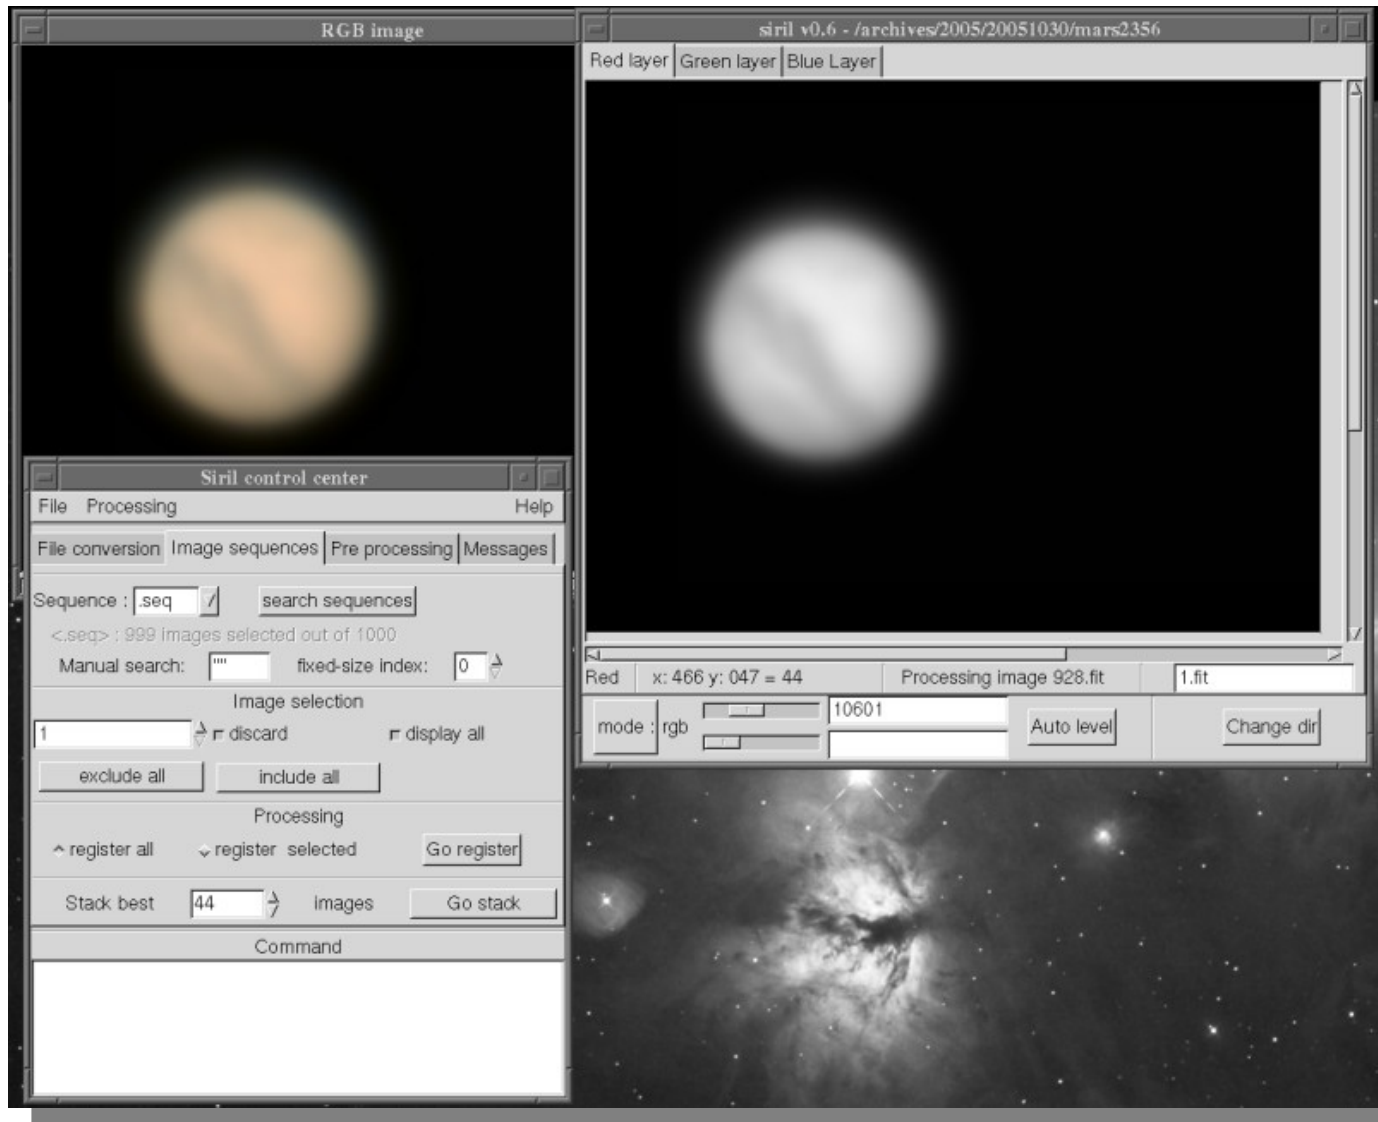 RGB image
siril v0.6 - /archives/2005/20051030/mars2356
Red layer Green layer Blue Layer
Siril control center
File Processing Help
File conversion Image sequences Pre processing Messages
Sequence : .seq search sequences
<.seq> : 999 images selected out of 1000
Manual search: "" fixed-size index: 0
Image selection
1 discard display all
exclude all include all
Processing
register all register selected Go register
Stack best 44 images Go stack
Command
Red x: 466 y: 047 = 44 Processing image 928.fit 1.fit
mode : rgb 10601 Auto level Change dir